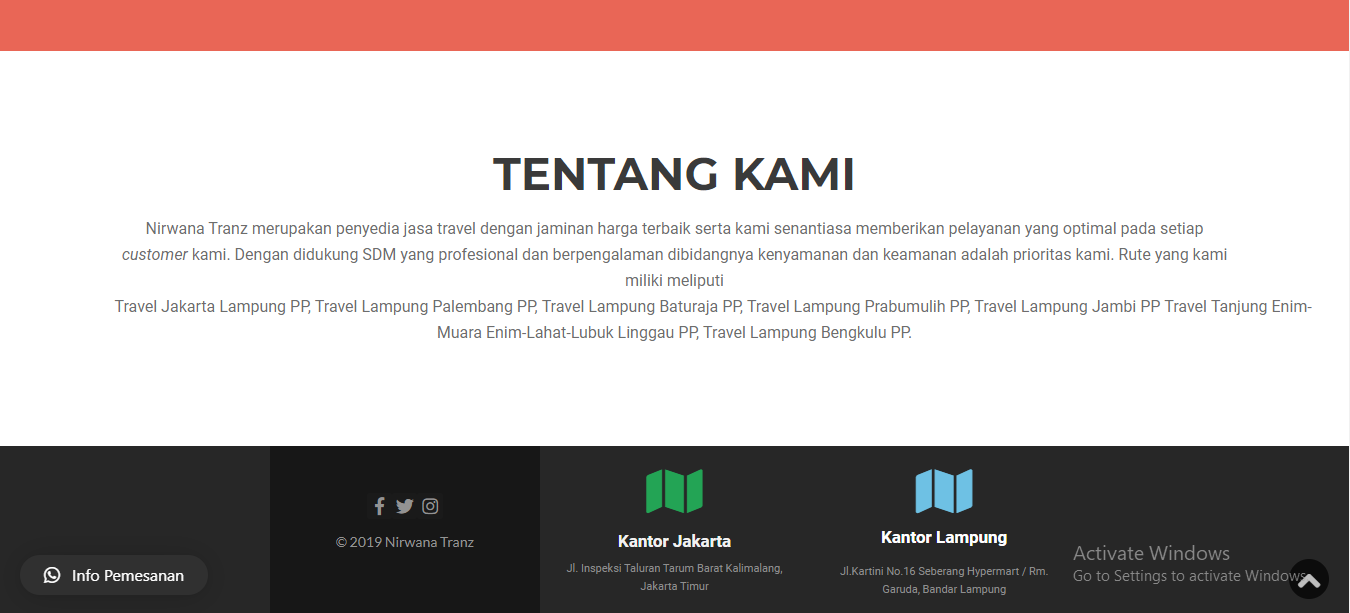 TENTANG KAMI
Nirwana Tranz merupakan penyedia jasa travel dengan jaminan harga terbaik serta kami senantiasa memberikan pelayanan yang optimal pada setiap
customer kami. Dengan didukung SDM yang profesional dan berpengalaman dibidangnya kenyamanan dan keamanan adalah prioritas kami. Rute yang kami
miliki meliputi
Travel Jakarta Lampung PP, Travel Lampung Palembang PP, Travel Lampung Baturaja PP, Travel Lampung Prabumulih PP, Travel Lampung Jambi PP Travel Tanjung Enim-
Muara Enim-Lahat-Lubuk Linggau PP, Travel Lampung Bengkulu PP.
© 2019 Nirwana Tranz
Info Pemesanan
Kantor Jakarta
Jl. Inspeksi Taluran Tarum Barat Kalimalang,
Jakarta Timur
Kantor Lampung
Jl.Kartini No.16 Seberang Hypermart / Rm.
Garuda, Bandar Lampung
Activate Windows
Go to Settings to activate Windows.